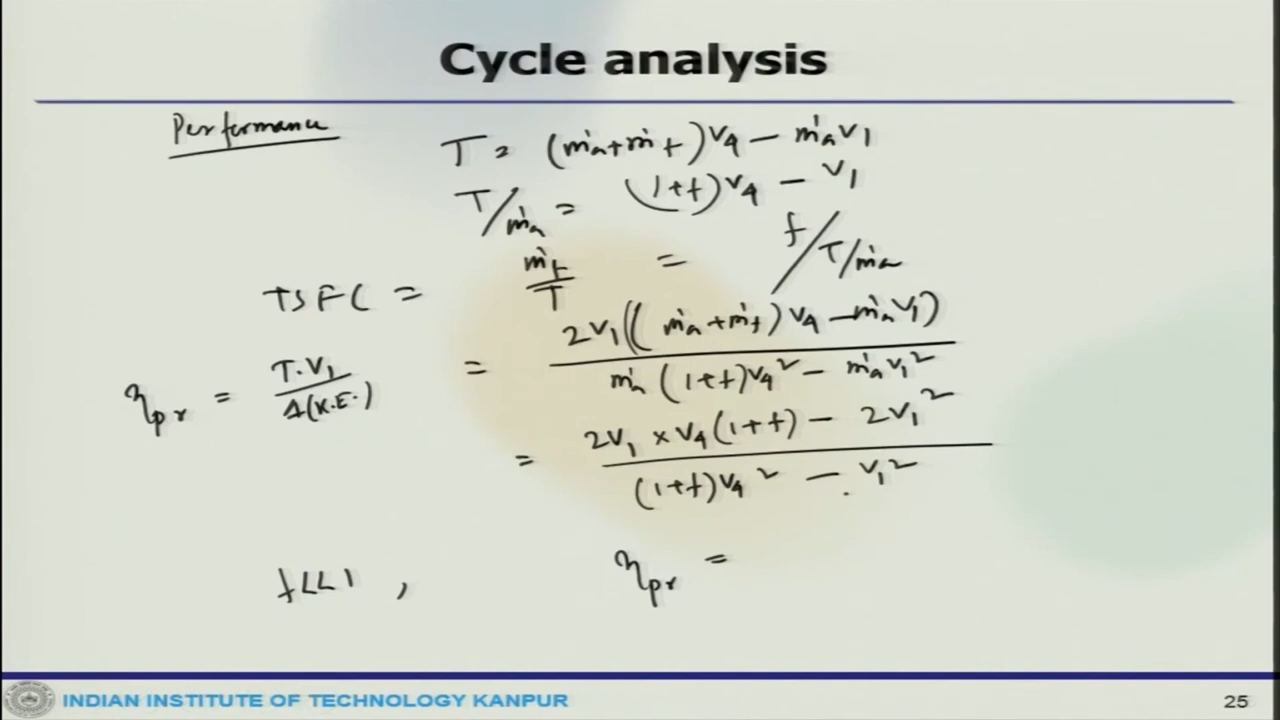 Cycle analysis
Performance
T = (ṁa+ṁf)V4 − ṁaV1
T/ṁa = (1+f)V4 − V1
TSFC = ṁf/T = f/T/ṁa
ηpr = T.V1/Δ(K.E.) = 2V1((ṁa+ṁf)V4 − ṁaV1)/ṁa(1+f)V4² − ṁaV1²
= 2V1×V4(1+f) − 2V1²/(1+f)V4² − V1²
f<<1, ηpr =
INDIAN INSTITUTE OF TECHNOLOGY KANPUR
25